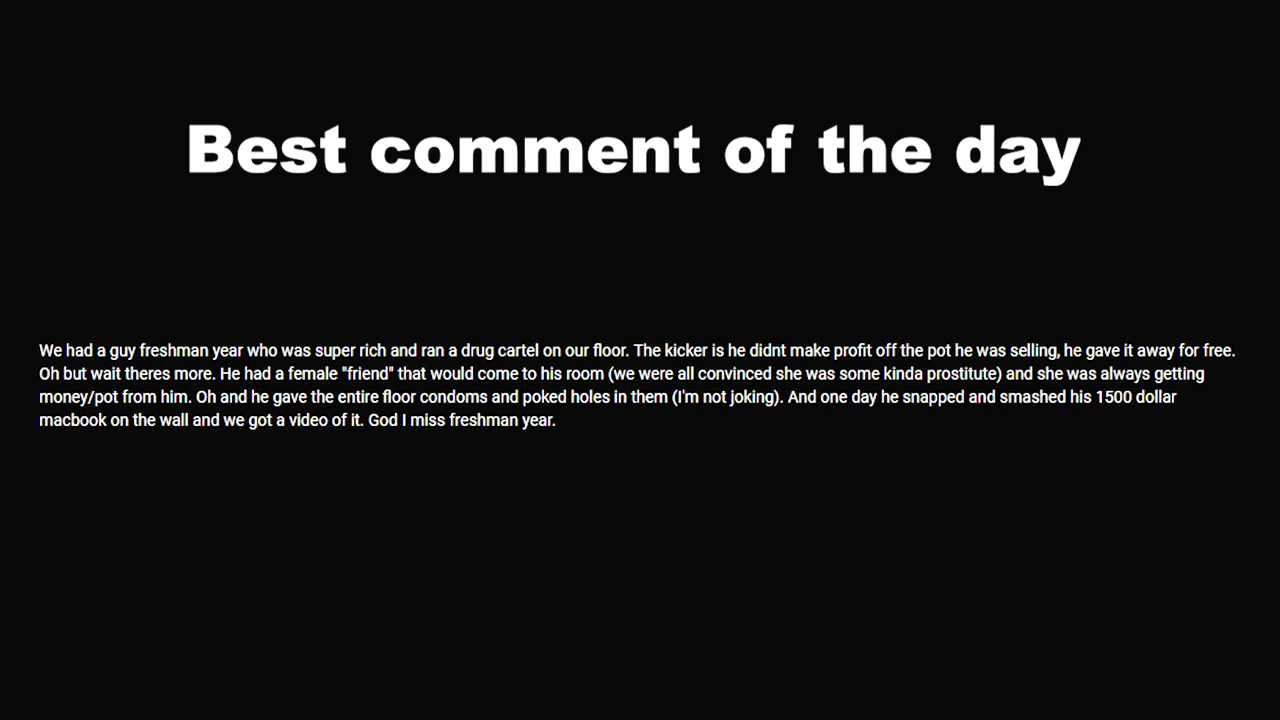 Best comment of the day
We had a guy freshman year who was super rich and ran a drug cartel on our floor. The kicker is he didnt make profit off the pot he was selling, he gave it away for free.
Oh but wait theres more. He had a female "friend" that would come to his room (we were all convinced she was some kinda prostitute) and she was always getting
money/pot from him. Oh and he gave the entire floor condoms and poked holes in them (I'm not joking). And one day he snapped and smashed his 1500 dollar
macbook on the wall and we got a video of it. God I miss freshman year.